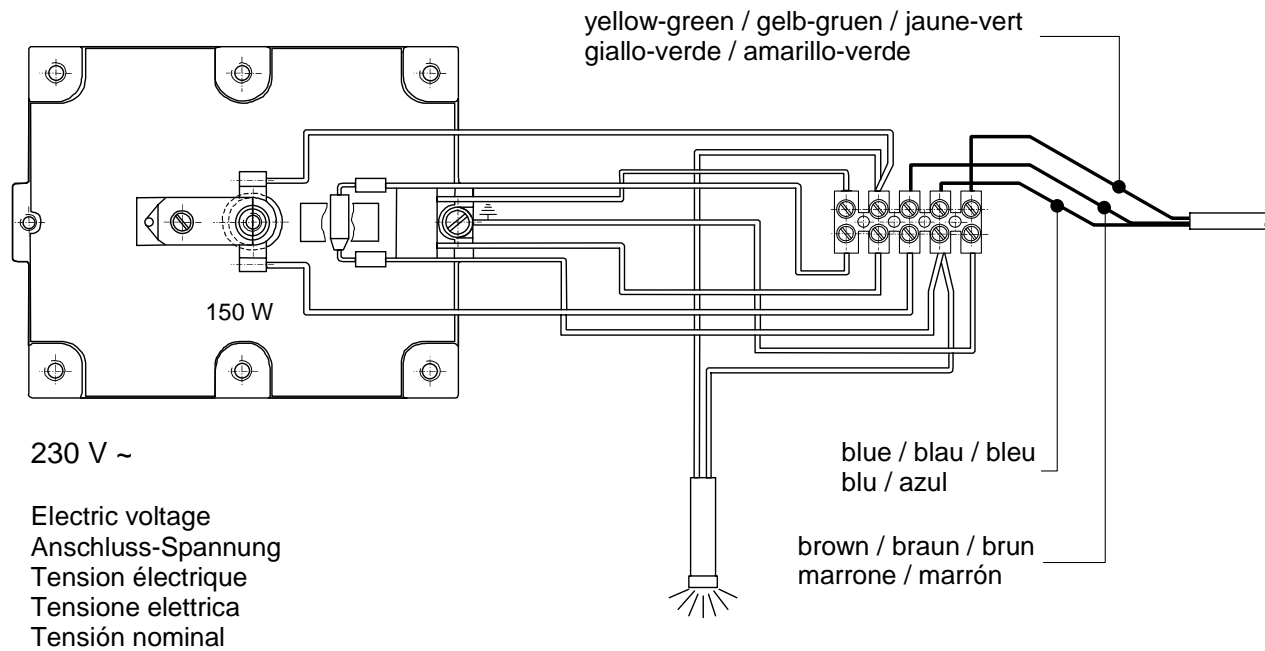 yellow-green / gelb-gruen / jaune-vert
giallo-verde / amarillo-verde
150 W
230 V ~
blue / blau / bleu
blu / azul
Electric voltage
Anschluss-Spannung
Tension électrique
Tensione elettrica
Tensión nominal
brown / braun / brun
marrone / marrón